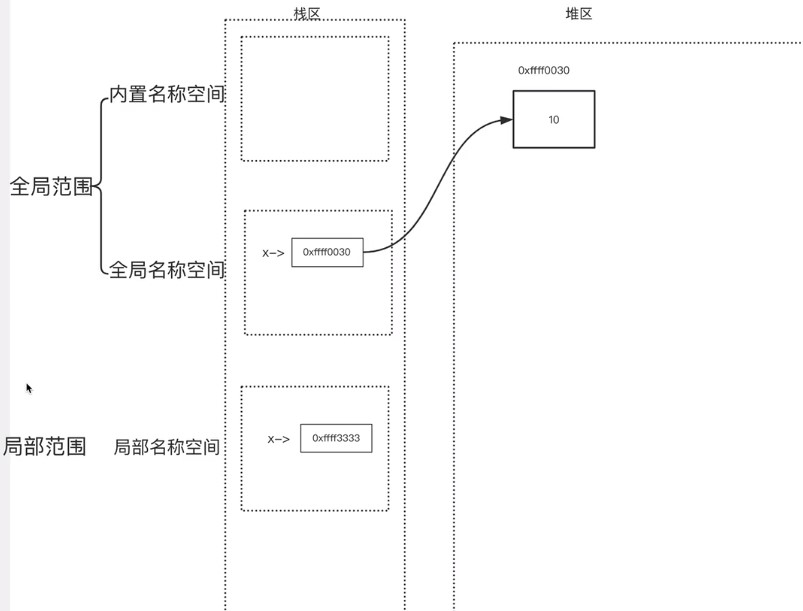 栈区
堆区
0xffff0030
内置名称空间
10
全局范围
x->
0xffff0030
全局名称空间
x->
0xffff3333
局部范围
局部名称空间